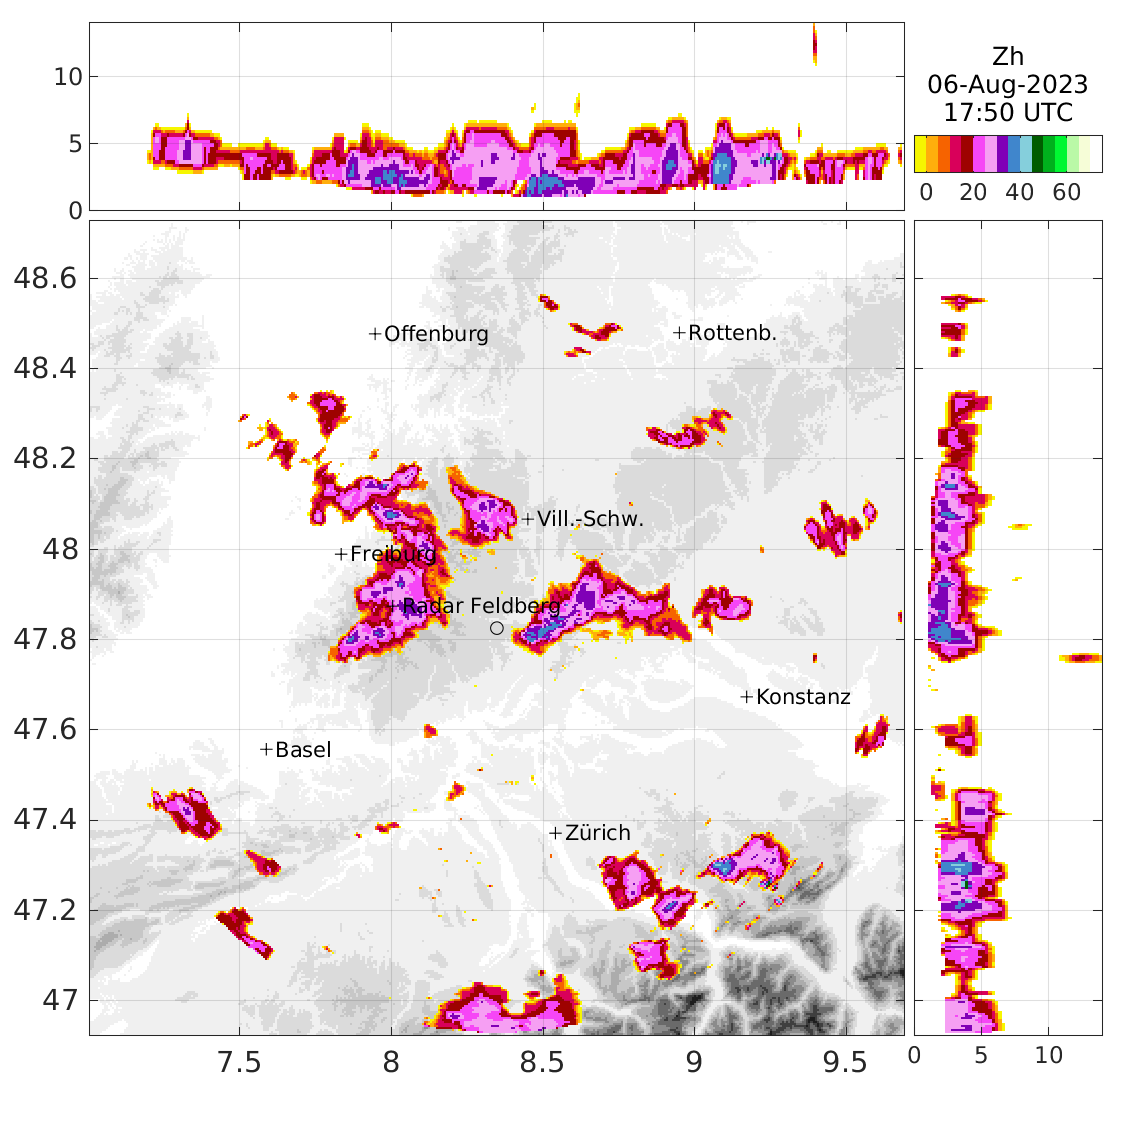 10
5
0
Zh
06-Aug-2023
17:50 UTC
0 20 40 60
48.6
48.4
48.2
48
47.8
47.6
47.4
47.2
47
+Offenburg
+Rottenb.
+Vill.-Schw.
+Freiburg
+Radar Feldberg
+Konstanz
+Basel
+Zürich
7.5 8 8.5 9 9.5
0 5 10